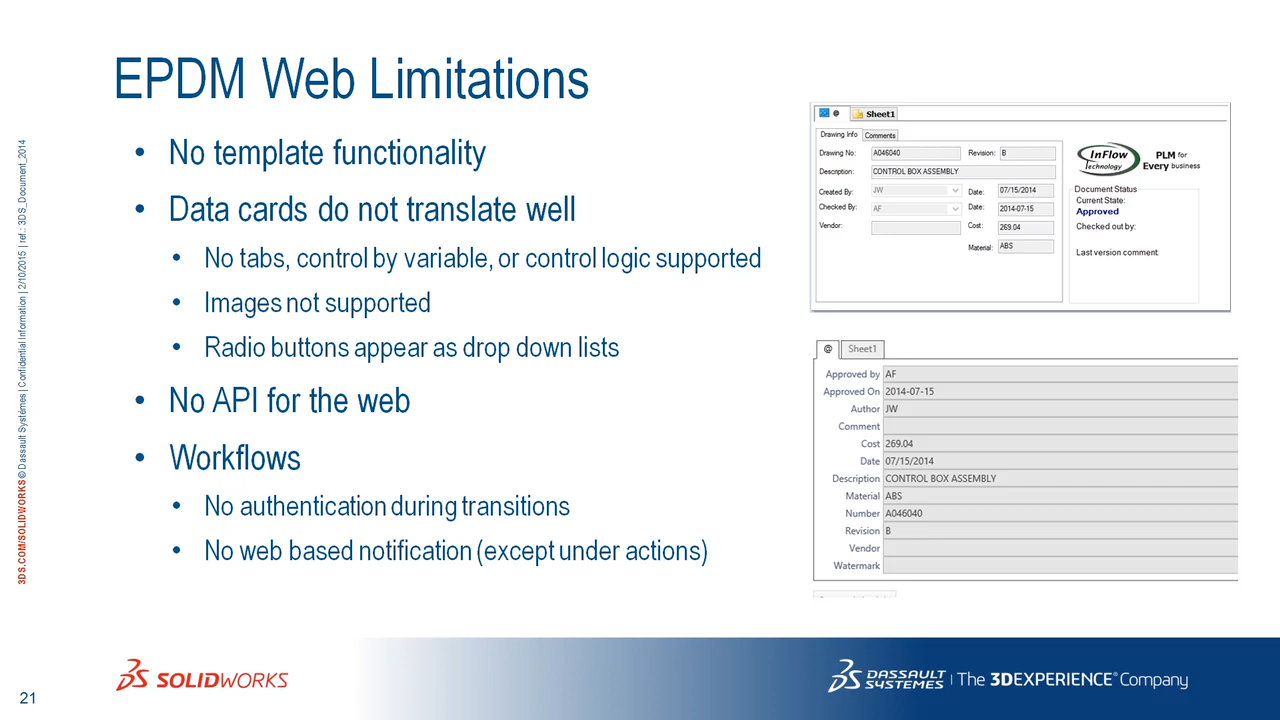 EPDM Web Limitations
• No template functionality
• Data cards do not translate well
• No tabs, control by variable, or control logic supported
• Images not supported
• Radio buttons appear as drop down lists
• No API for the web
• Workflows
• No authentication during transitions
• No web based notification (except under actions)
@ Sheet1
Drawing Info Comments
Drawing No: A046040 Revision: B
Description: CONTROL BOX ASSEMBLY
Created By: JW Date: 07/15/2014
Checked By: AF Date: 2014-07-15
Vendor: Cost: 269.04
Material: ABS
InFlow Technology
PLM for
Every business
Document Status
Current State:
Approved
Checked out by:
Last version comment:
@ Sheet1
Approved by AF
Approved On 2014-07-15
Author JW
Comment
Cost 269.04
Date 07/15/2014
Description CONTROL BOX ASSEMBLY
Material ABS
Number A046040
Revision B
Vendor
Watermark
3DS.COM/SOLIDWORKS © Dassault Systèmes | Confidential Information | 2/10/2015 | ref.: 3DS_Document_2014
21
SOLIDWORKS
DASSAULT SYSTEMES | The 3DEXPERIENCE® Company